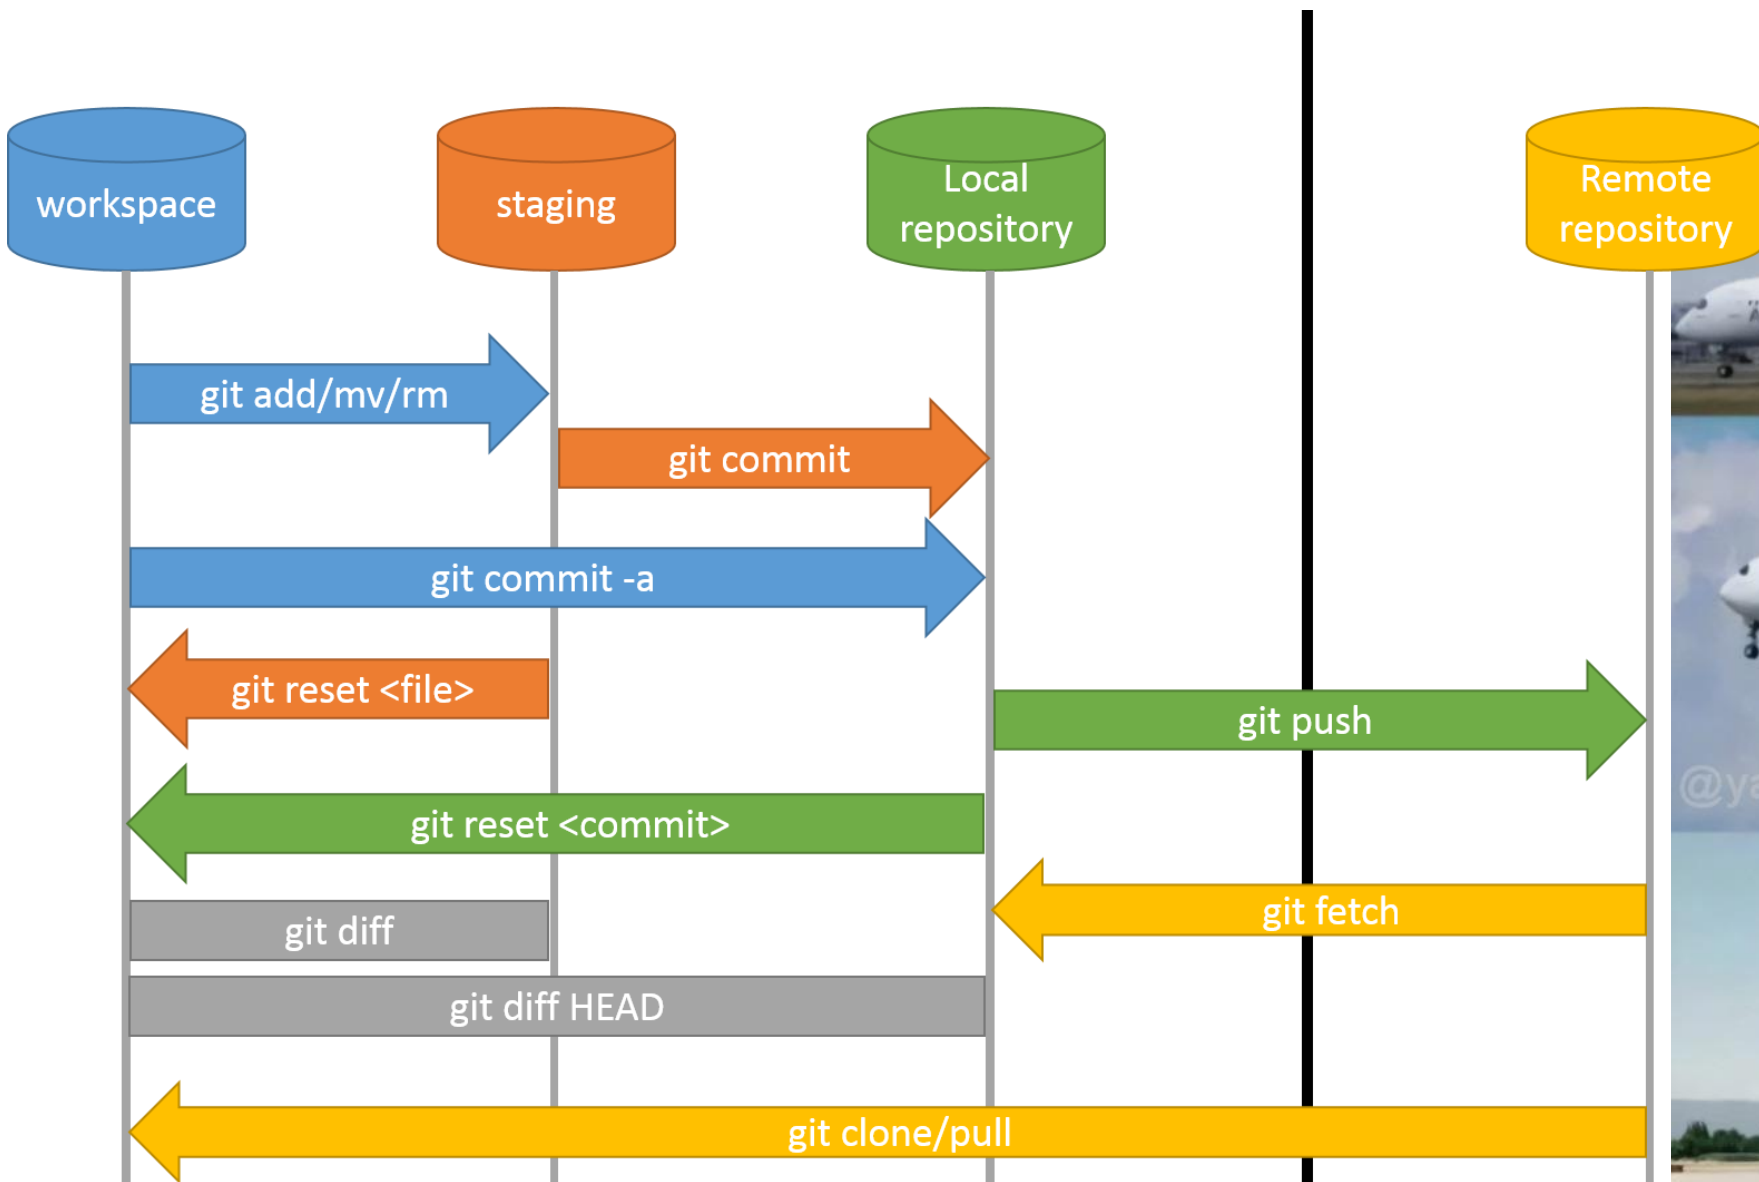 workspace
staging
Local
repository
Remote
repository
git add/mv/rm
git commit
git commit -a
git reset <file>
git push
git reset <commit>
git fetch
git diff
git diff HEAD
git clone/pull